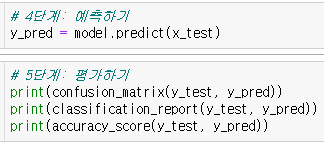 # 4단계: 예측하기
y_pred = model.predict(x_test)
# 5단계: 평가하기
print(confusion_matrix(y_test, y_pred))
print(classification_report(y_test, y_pred))
print(accuracy_score(y_test, y_pred))